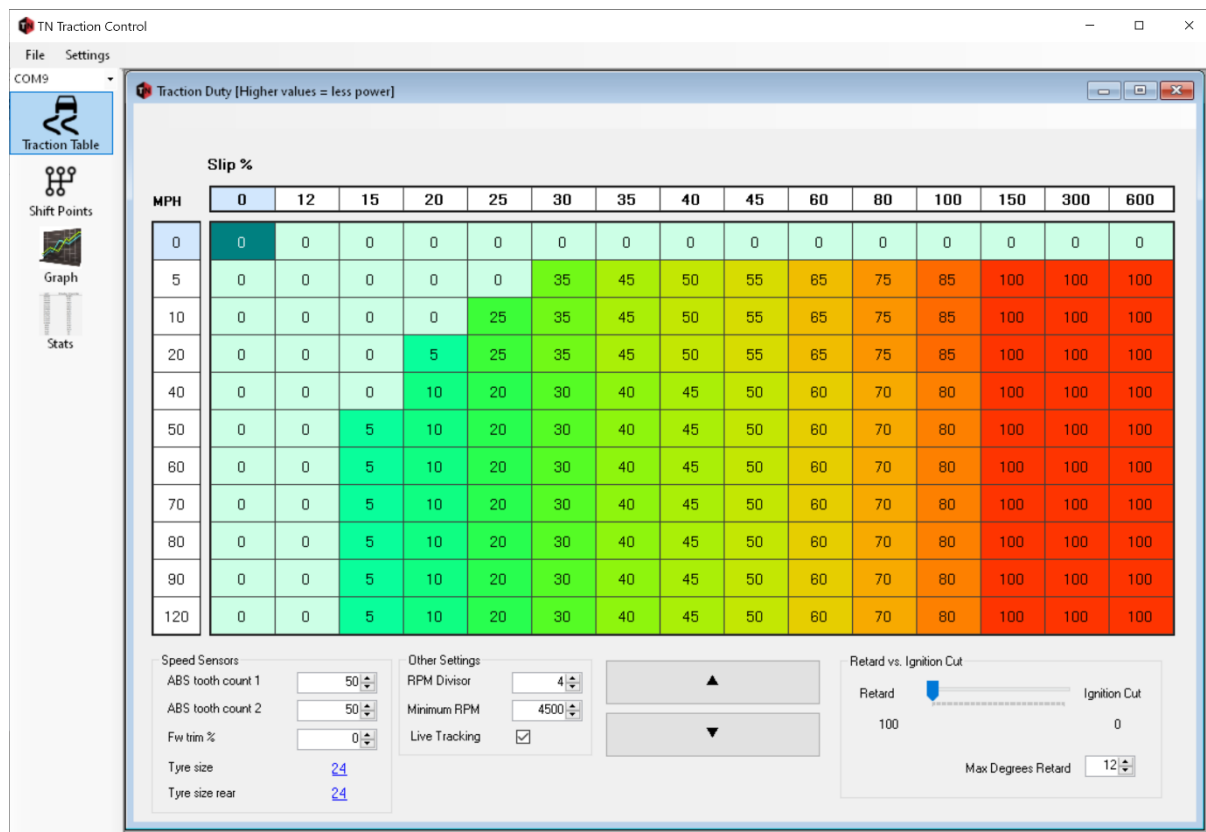 TN Traction Control
File Settings
COM9
Traction Duty [Higher values = less power]
Traction Table
Shift Points
Graph
Stats
Slip %
MPH 0 12 15 20 25 30 35 40 45 60 80 100 150 300 600
0 0 0 0 0 0 0 0 0 0 0 0 0 0 0 0
5 0 0 0 0 0 35 45 50 55 65 75 85 100 100 100
10 0 0 0 0 25 35 45 50 55 65 75 85 100 100 100
20 0 0 0 5 25 35 45 50 55 65 75 85 100 100 100
40 0 0 0 10 20 30 40 45 50 60 70 80 100 100 100
50 0 0 5 10 20 30 40 45 50 60 70 80 100 100 100
60 0 0 5 10 20 30 40 45 50 60 70 80 100 100 100
70 0 0 5 10 20 30 40 45 50 60 70 80 100 100 100
80 0 0 5 10 20 30 40 45 50 60 70 80 100 100 100
90 0 0 5 10 20 30 40 45 50 60 70 80 100 100 100
120 0 0 5 10 20 30 40 45 50 60 70 80 100 100 100
Speed Sensors
ABS tooth count 1 50
ABS tooth count 2 50
Fw trim % 0
Tyre size 24
Tyre size rear 24
Other Settings
RPM Divisor 4
Minimum RPM 4500
Live Tracking
Retard vs. Ignition Cut
Retard Ignition Cut
100 0
Max Degrees Retard 12